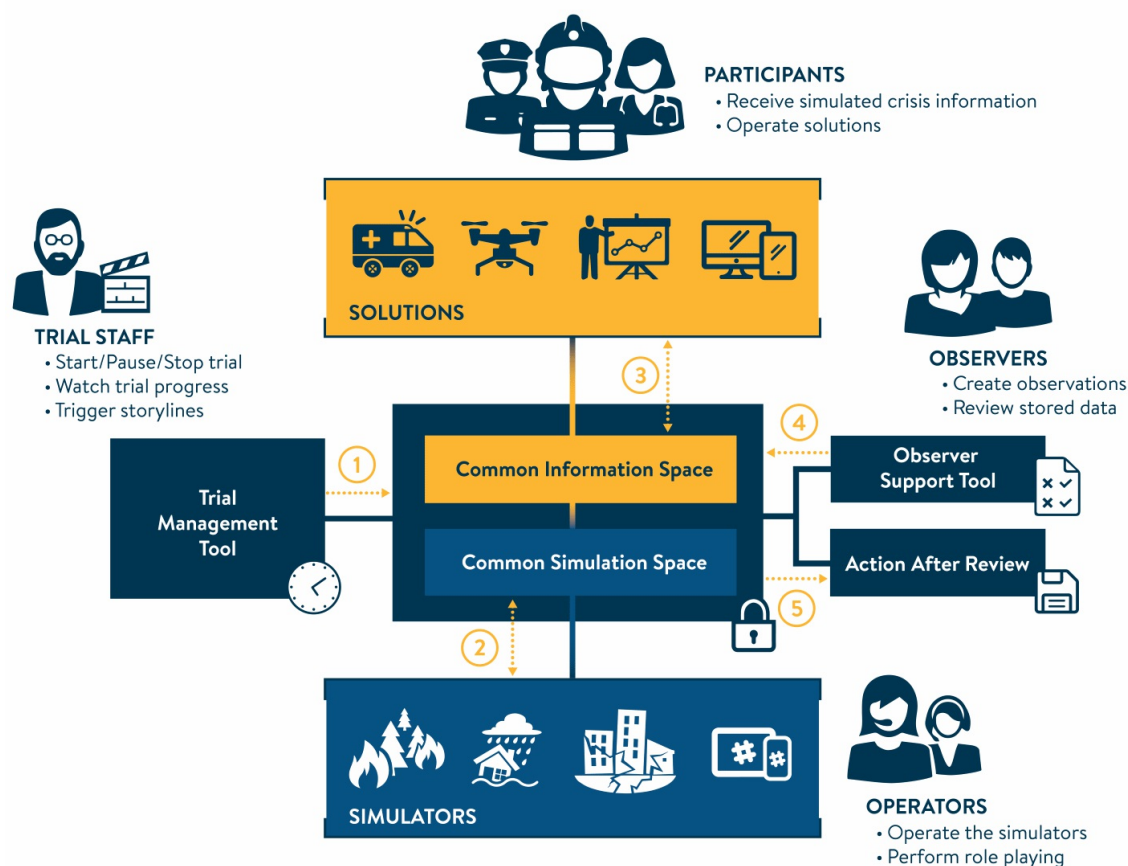 PARTICIPANTS
• Receive simulated crisis information
• Operate solutions
SOLUTIONS
TRIAL STAFF
• Start/Pause/Stop trial
• Watch trial progress
• Trigger storylines
OBSERVERS
• Create observations
• Review stored data
3
1
4
Common Information Space
Observer
Support Tool
Trial
Management
Tool
Common Simulation Space
Action After Review
5
2
#
#
SIMULATORS
OPERATORS
• Operate the simulators
• Perform role playing